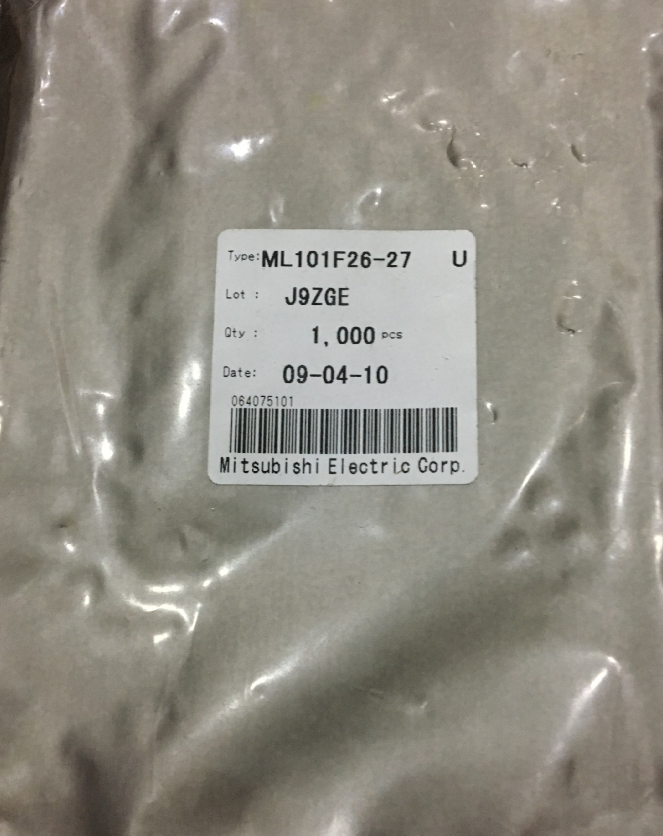 Type:ML101F26-27 U
Lot : J9ZGE
Qty : 1,000 pcs
Date: 09-04-10
064075101
Mitsubishi Electric Corp.